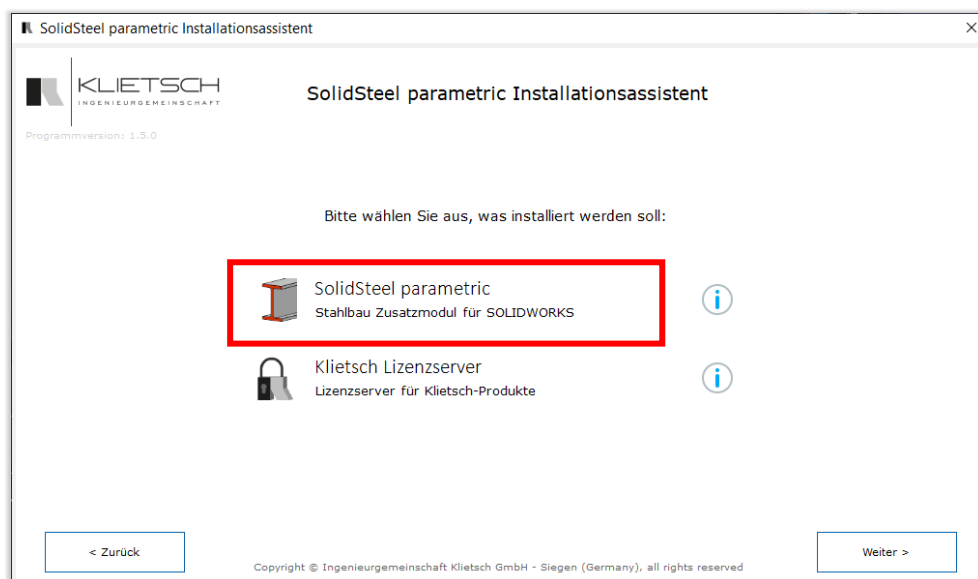 SolidSteel parametric Installationsassistent
KLIETSCH
INGENIEURGEMEINSCHAFT
SolidSteel parametric Installationsassistent
Programmversion: 1.5.0
Bitte wählen Sie aus, was installiert werden soll:
SolidSteel parametric
Stahlbau Zusatzmodul für SOLIDWORKS
Klietsch Lizenzserver
Lizenzserver für Klietsch-Produkte
< Zurück
Weiter >
Copyright © Ingenieurgemeinschaft Klietsch GmbH - Siegen (Germany), all rights reserved